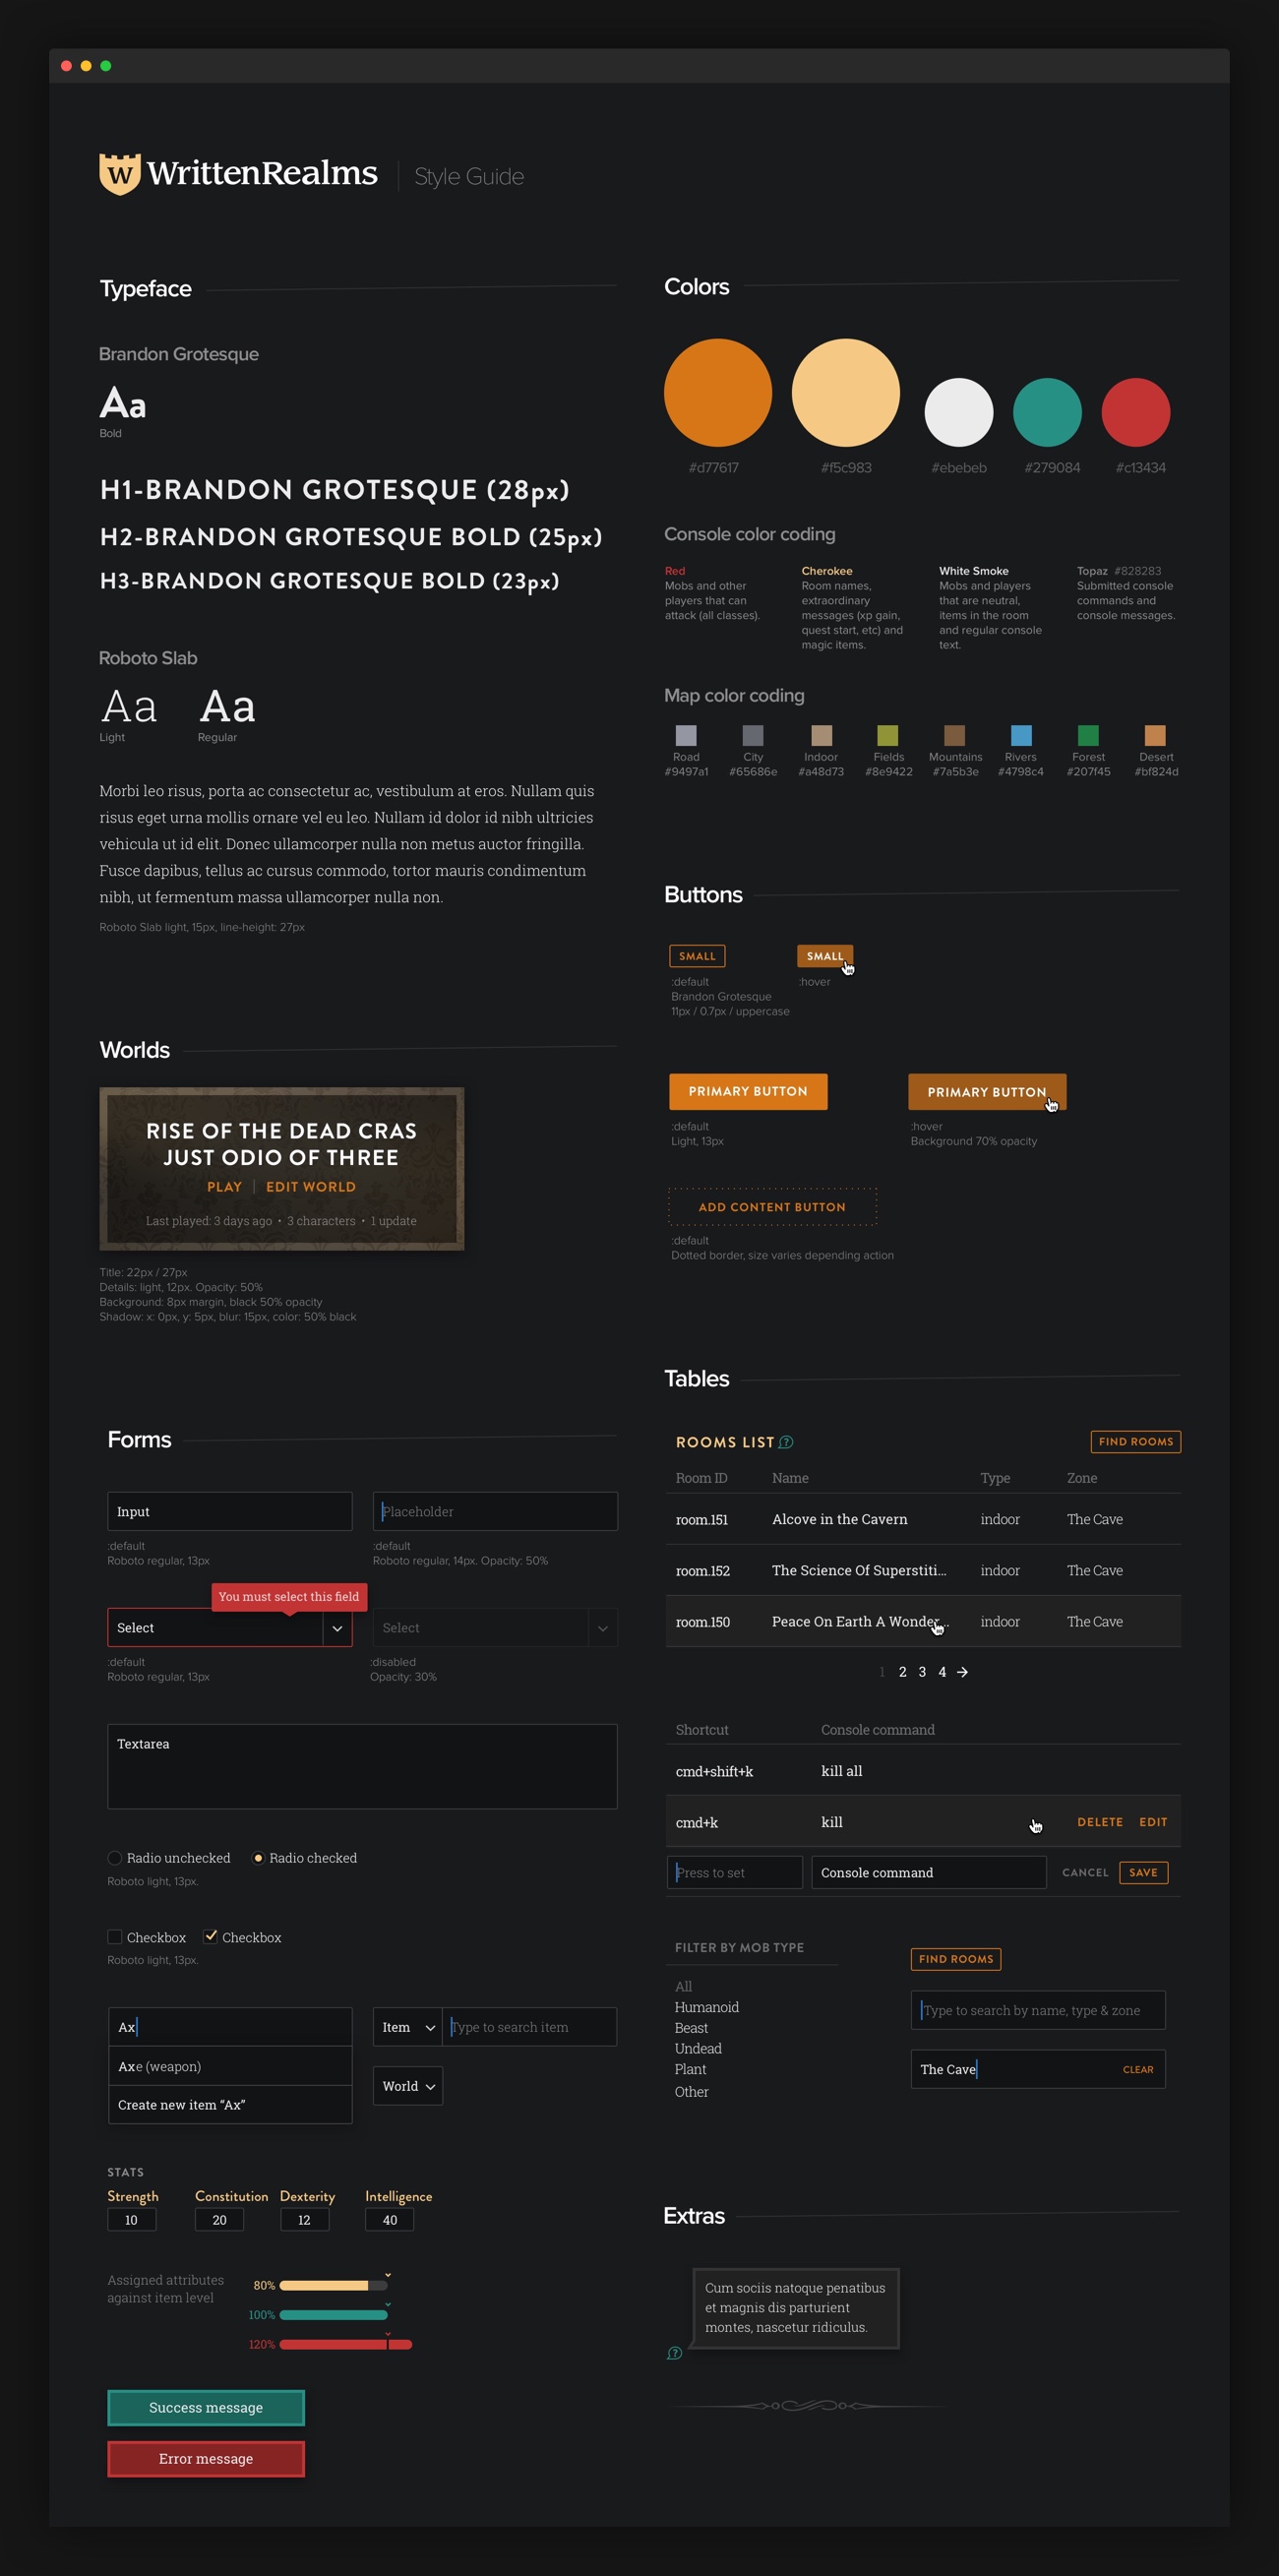 W WrittenRealms Style Guide
Typeface
Brandon Grotesque
Aa
Bold
H1-BRANDON GROTESQUE (28px)
H2-BRANDON GROTESQUE BOLD (25px)
H3-BRANDON GROTESQUE BOLD (23px)
Roboto Slab
Aa Aa
Light Regular
Morbi leo risus, porta ac consectetur ac, vestibulum at eros. Nullam quis
risus eget urna mollis ornare vel eu leo. Nullam id dolor id nibh ultricies
vehicula ut id elit. Donec ullamcorper nulla non metus auctor fringilla.
Fusce dapibus, tellus ac cursus commodo, tortor mauris condimentum
nibh, ut fermentum massa ullamcorper nulla non.
Roboto Slab light, 15px, line-height: 27px
Worlds
RISE OF THE DEAD CRAS
JUST ODIO OF THREE
PLAY | EDIT WORLD
Last played: 3 days ago • 3 characters • 1 update
Title: 22px / 27px
Details: light, 12px. Opacity: 50%
Background: 8px margin, black 50% opacity
Shadow: x: 0px, y: 5px, blur: 15px, color: 50% black
Forms
Input Placeholder
:default :default
Roboto regular, 13px Roboto regular, 14px. Opacity: 50%
You must select this field
Select Select
:default :disabled
Roboto regular, 13px Opacity: 30%
Textarea
Radio unchecked Radio checked
Roboto light, 13px.
Checkbox Checkbox
Roboto light, 13px.
Ax Item Type to search item
Axe (weapon) World
Create new item “Ax”
STATS
Strength Constitution Dexterity Intelligence
10 20 12 40
Assigned attributes
against item level
80%
100%
120%
Success message
Error message
Colors
#d77617 #f5c983 #ebebeb #279084 #c13434
Console color coding
Red
Mobs and other
players that can
attack (all classes).
Cherokee
Room names,
extraordinary
messages (xp gain,
quest start, etc) and
magic items.
White Smoke
Mobs and players
that are neutral,
items in the room
and regular console
text.
Topaz #828283
Submitted console
commands and
console messages.
Map color coding
Road City Indoor Fields Mountains Rivers Forest Desert
#9497a1 #65686e #a48d73 #8e9422 #7a5b3e #4798c4 #207f45 #bf824d
Buttons
SMALL SMALL
:default :hover
Brandon Grotesque
11px / 0.7px / uppercase
PRIMARY BUTTON PRIMARY BUTTON
:default :hover
Light, 13px Background 70% opacity
ADD CONTENT BUTTON
:default
Dotted border, size varies depending action
Tables
ROOMS LIST ? FIND ROOMS
Room ID Name Type Zone
room.151 Alcove in the Cavern indoor The Cave
room.152 The Science Of Superstiti... indoor The Cave
room.150 Peace On Earth A Wonder... indoor The Cave
1 2 3 4 →
Shortcut Console command
cmd+shift+k kill all
cmd+k kill DELETE EDIT
Press to set Console command CANCEL SAVE
FILTER BY MOB TYPE
All
Humanoid
Beast
Undead
Plant
Other
FIND ROOMS
Type to search by name, type & zone
The Cave CLEAR
Extras
Cum sociis natoque penatibus
et magnis dis parturient
montes, nascetur ridiculus.
?